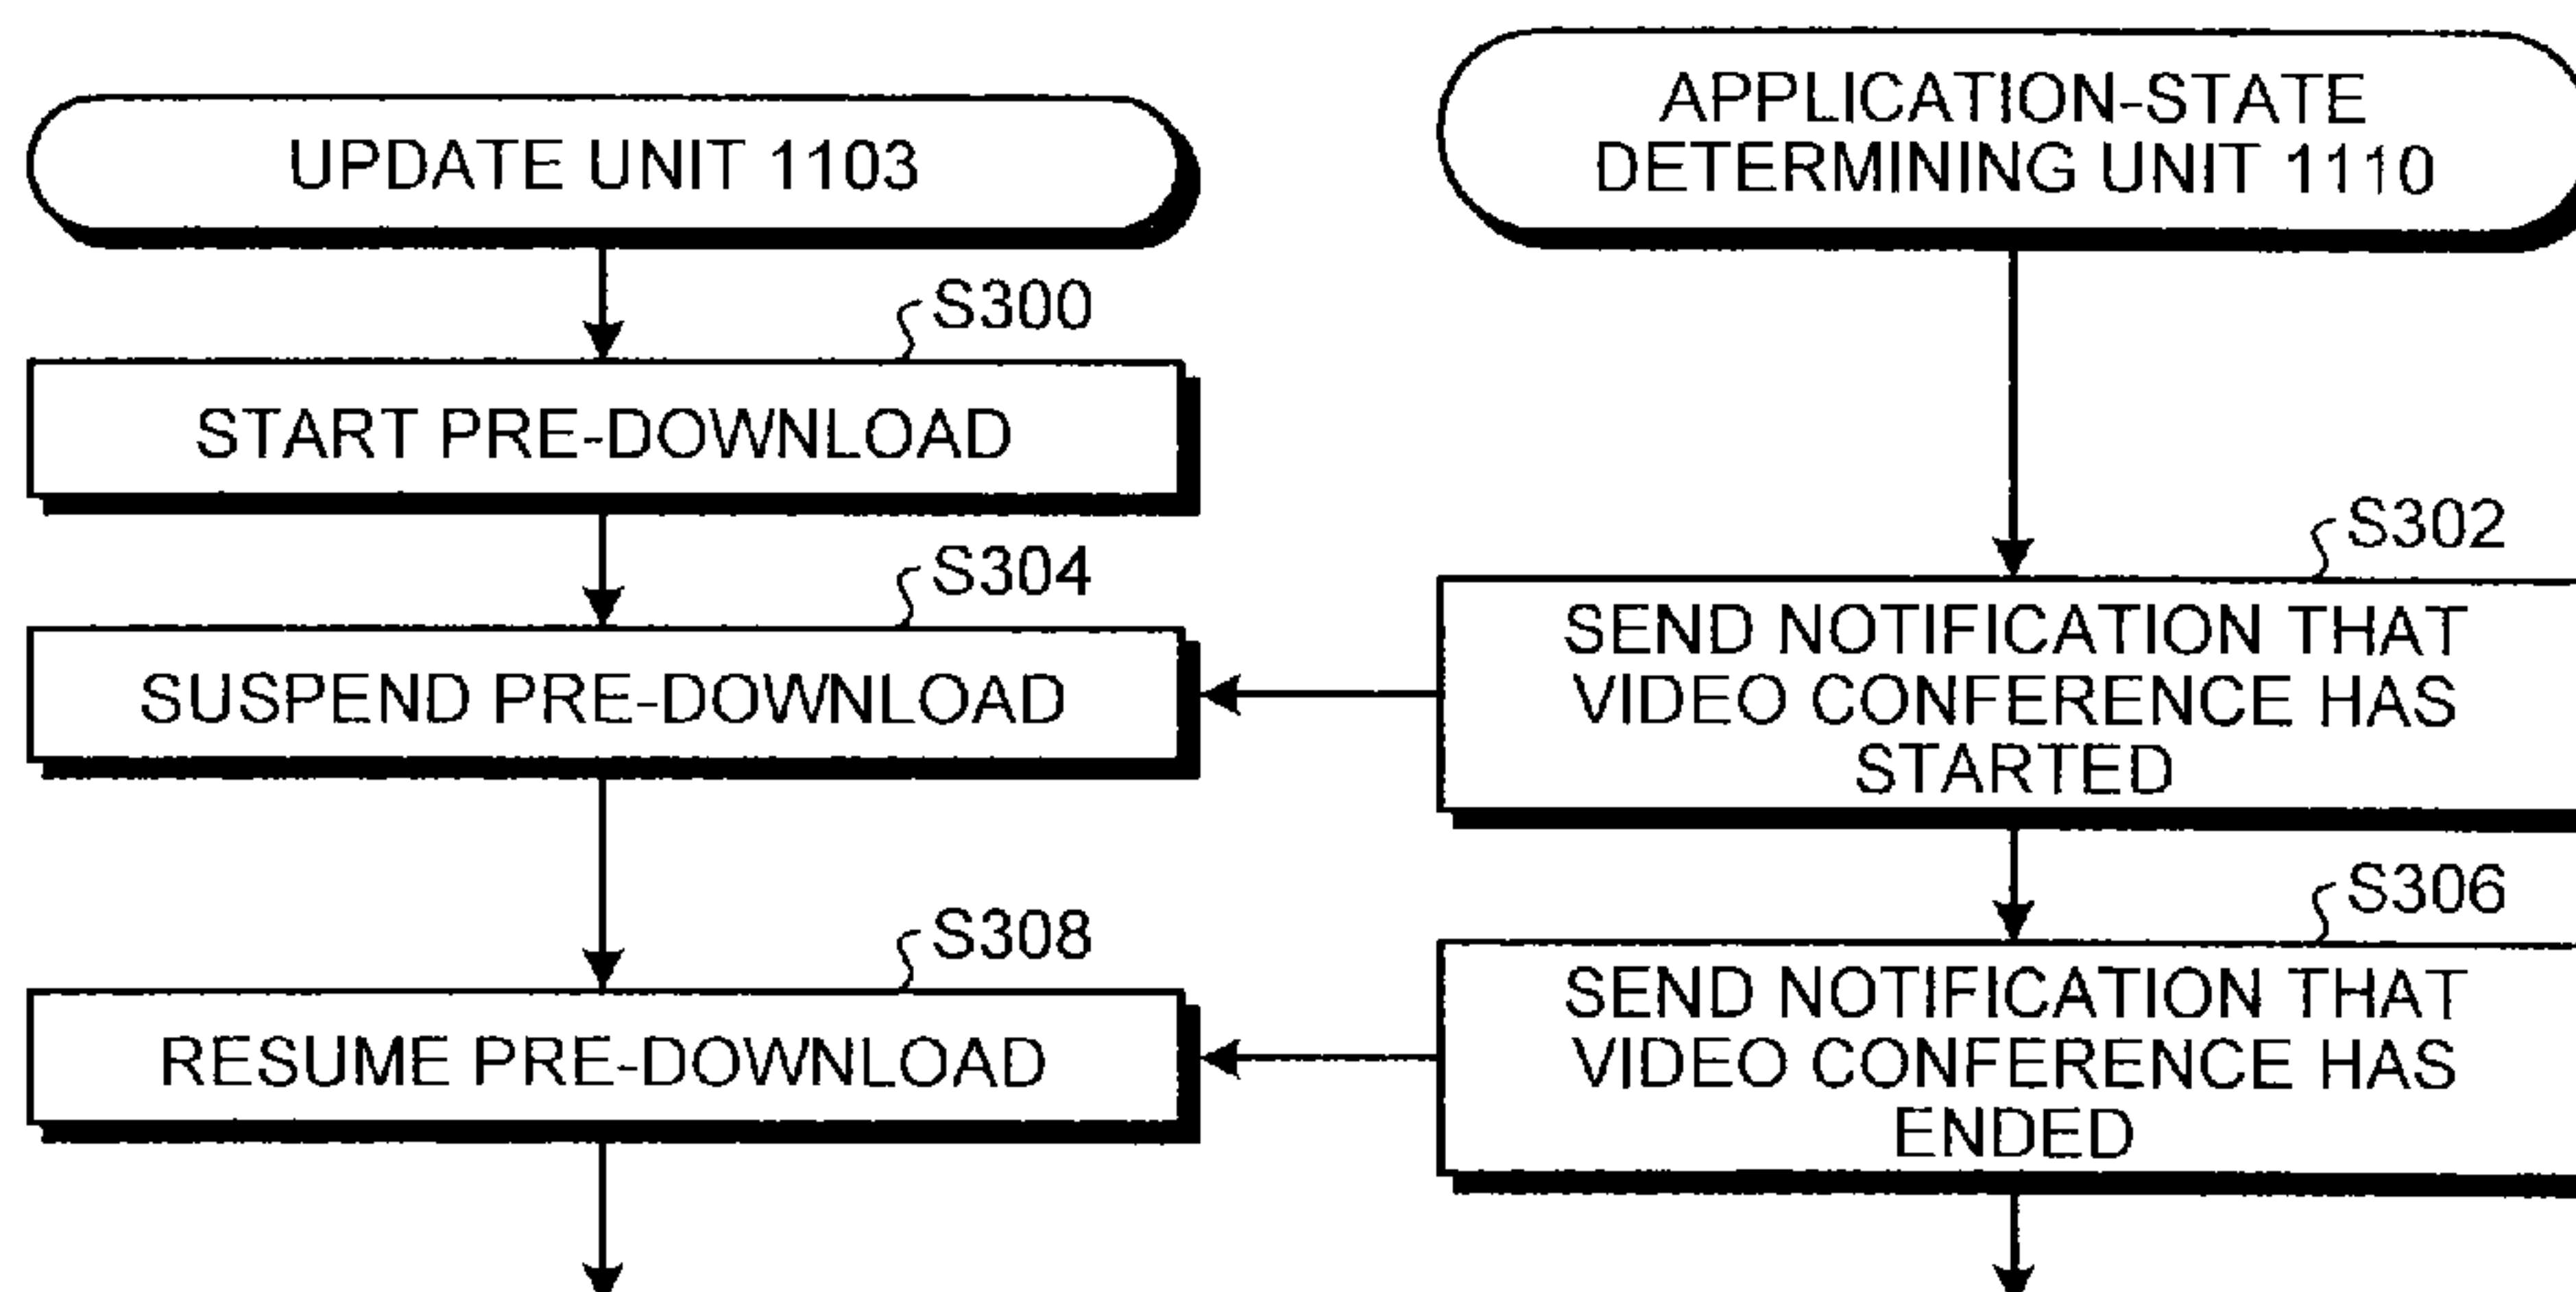 UPDATE UNIT 1103
APPLICATION-STATE
DETERMINING UNIT 1110
S300
START PRE-DOWNLOAD
S302
SEND NOTIFICATION THAT
VIDEO CONFERENCE HAS
STARTED
S304
SUSPEND PRE-DOWNLOAD
S306
SEND NOTIFICATION THAT
VIDEO CONFERENCE HAS
ENDED
S308
RESUME PRE-DOWNLOAD